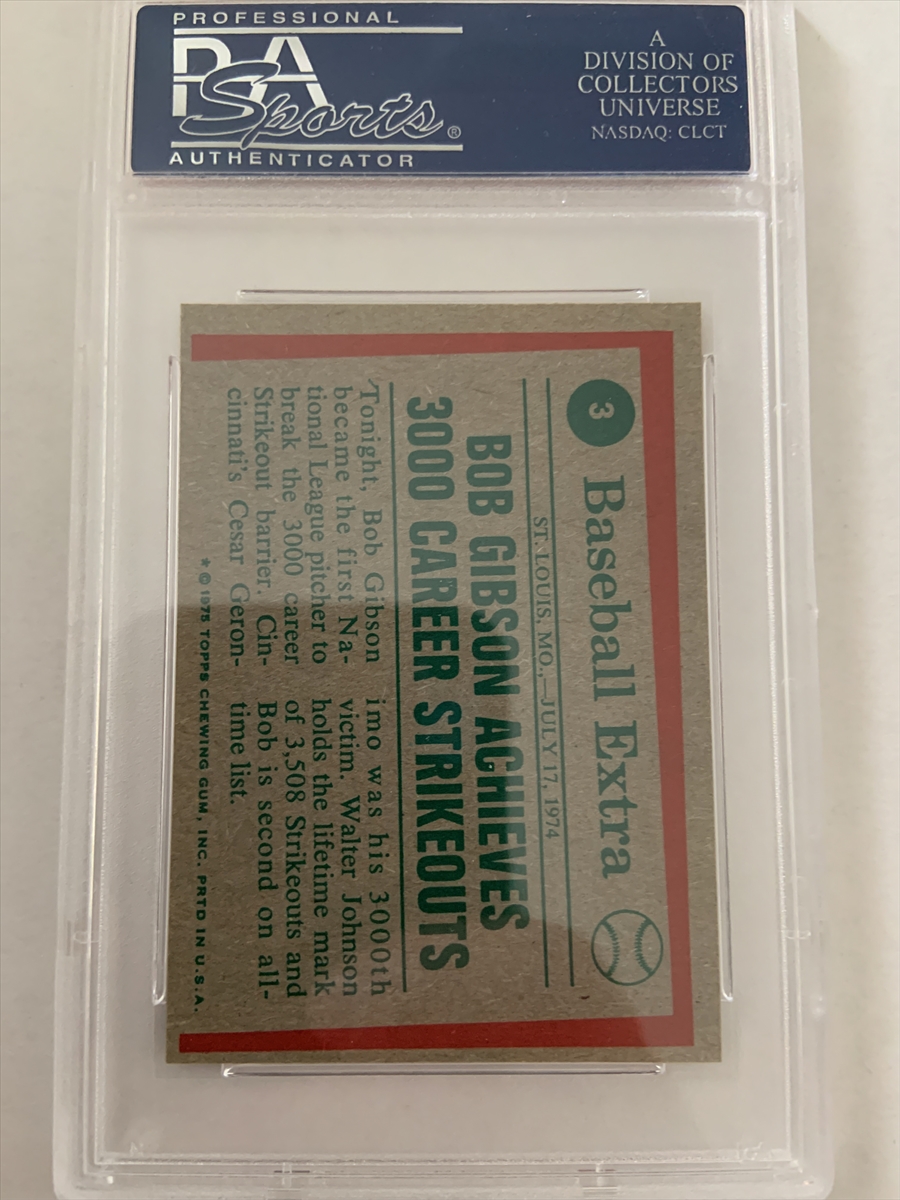 PROFESSIONAL
PSA
Sports®
AUTHENTICATOR
A
DIVISION OF
COLLECTORS
UNIVERSE
NASDAQ: CLCT
3
Baseball Extra
ST. LOUIS, MO.,—JULY 17, 1974
BOB GIBSON ACHIEVES
3000 CAREER STRIKEOUTS
Tonight, Bob Gibson
became the first Na-
tional League pitcher to
break the 3000 career
Strikeout barrier. Cin-
cinnati's Cesar Geron-
imo was his 3000th
victim. Walter Johnson
holds the lifetime mark
of 3,508 Strikeouts and
Bob is second on all-
time list.
* © 1975 TOPPS CHEWING GUM, INC. PRTD IN U.S.A.